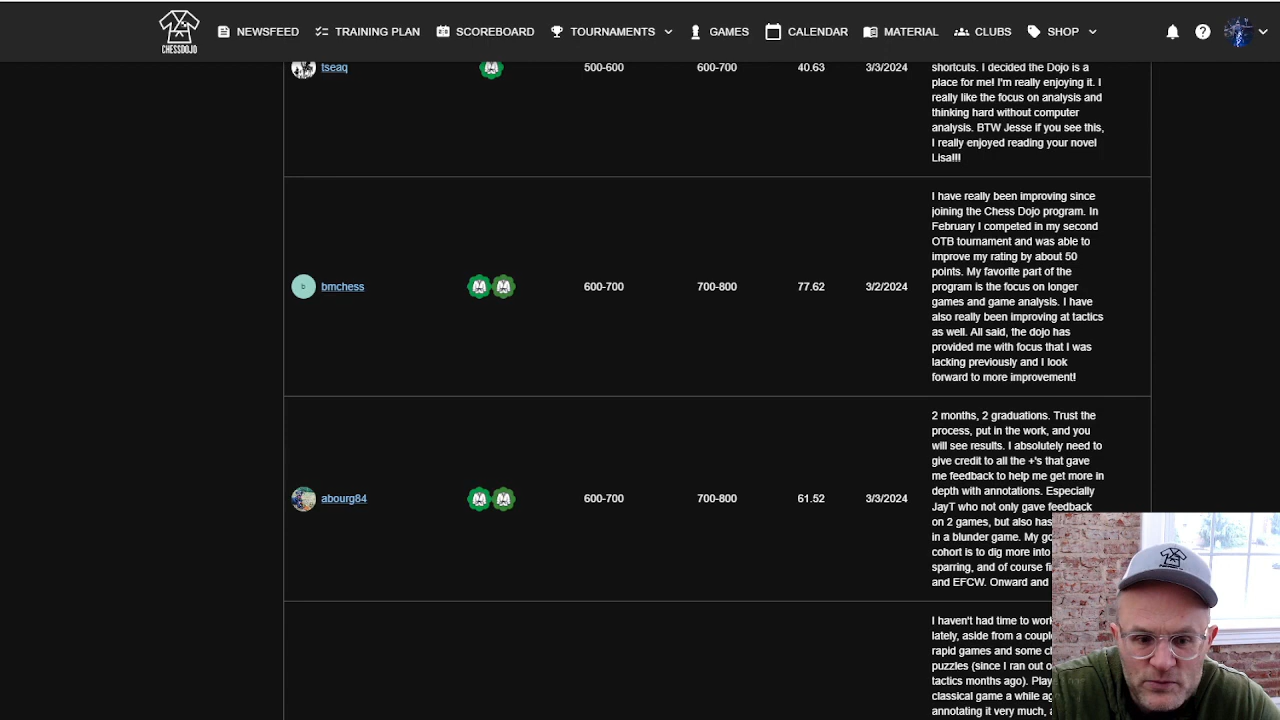 CHESSDOJO
NEWSFEED
TRAINING PLAN
SCOREBOARD
TOURNAMENTS
GAMES
CALENDAR
MATERIAL
CLUBS
SHOP
tseaq
500-600
600-700
40.63
3/3/2024
shortcuts. I decided the Dojo is a
place for me! I'm really enjoying it. I
really like the focus on analysis and
thinking hard without computer
analysis. BTW Jesse if you see this,
I really enjoyed reading your novel
Lisa!!!
b
bmchess
600-700
700-800
77.62
3/2/2024
I have really been improving since
joining the Chess Dojo program. In
February I competed in my second
OTB tournament and was able to
improve my rating by about 50
points. My favorite part of the
program is the focus on longer
games and game analysis. I have
also really been improving at tactics
as well. All said, the dojo has
provided me with focus that I was
lacking previously and I look
forward to more improvement!
abourg84
600-700
700-800
61.52
3/3/2024
2 months, 2 graduations. Trust the
process, put in the work, and you
will see results. I absolutely need to
give credit to all the +'s that gave
me feedback to help me get more in
depth with annotations. Especially
JayT who not only gave feedback
on 2 games, but also has
in a blunder game. My
cohort is to dig more into
sparring, and of course
and EFCW. Onward and
I haven't had time to
lately, aside from a
rapid games and some
puzzles (since I ran out
tactics months ago).
classical game a while
annotating it very much,